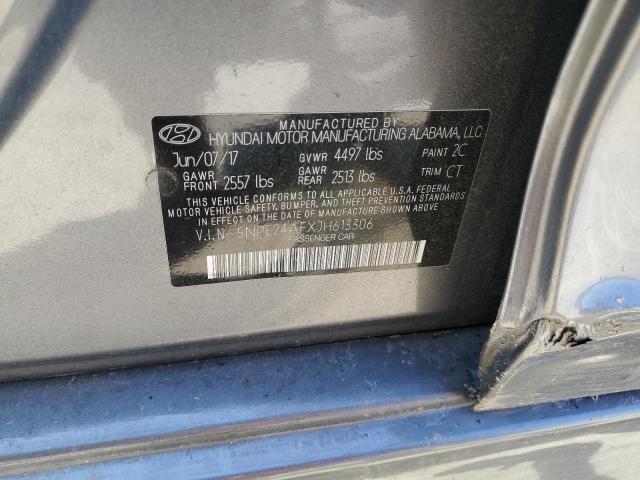 MANUFACTURED BY
HYUNDAI MOTOR MANUFACTURING ALABAMA, LLC
Jun/07/17 GVWR 4497 lbs PAINT 2C
GAWR FRONT 2557 lbs GAWR REAR 2513 lbs TRIM CT
THIS VEHICLE CONFORMS TO ALL APPLICABLE U.S.A. FEDERAL
MOTOR VEHICLE SAFETY, BUMPER, AND THEFT PREVENTION STANDARDS
IN EFFECT ON THE DATE OF MANUFACTURE SHOWN ABOVE.
V.I.N 5NPE24AFXJH613306
PASSENGER CAR